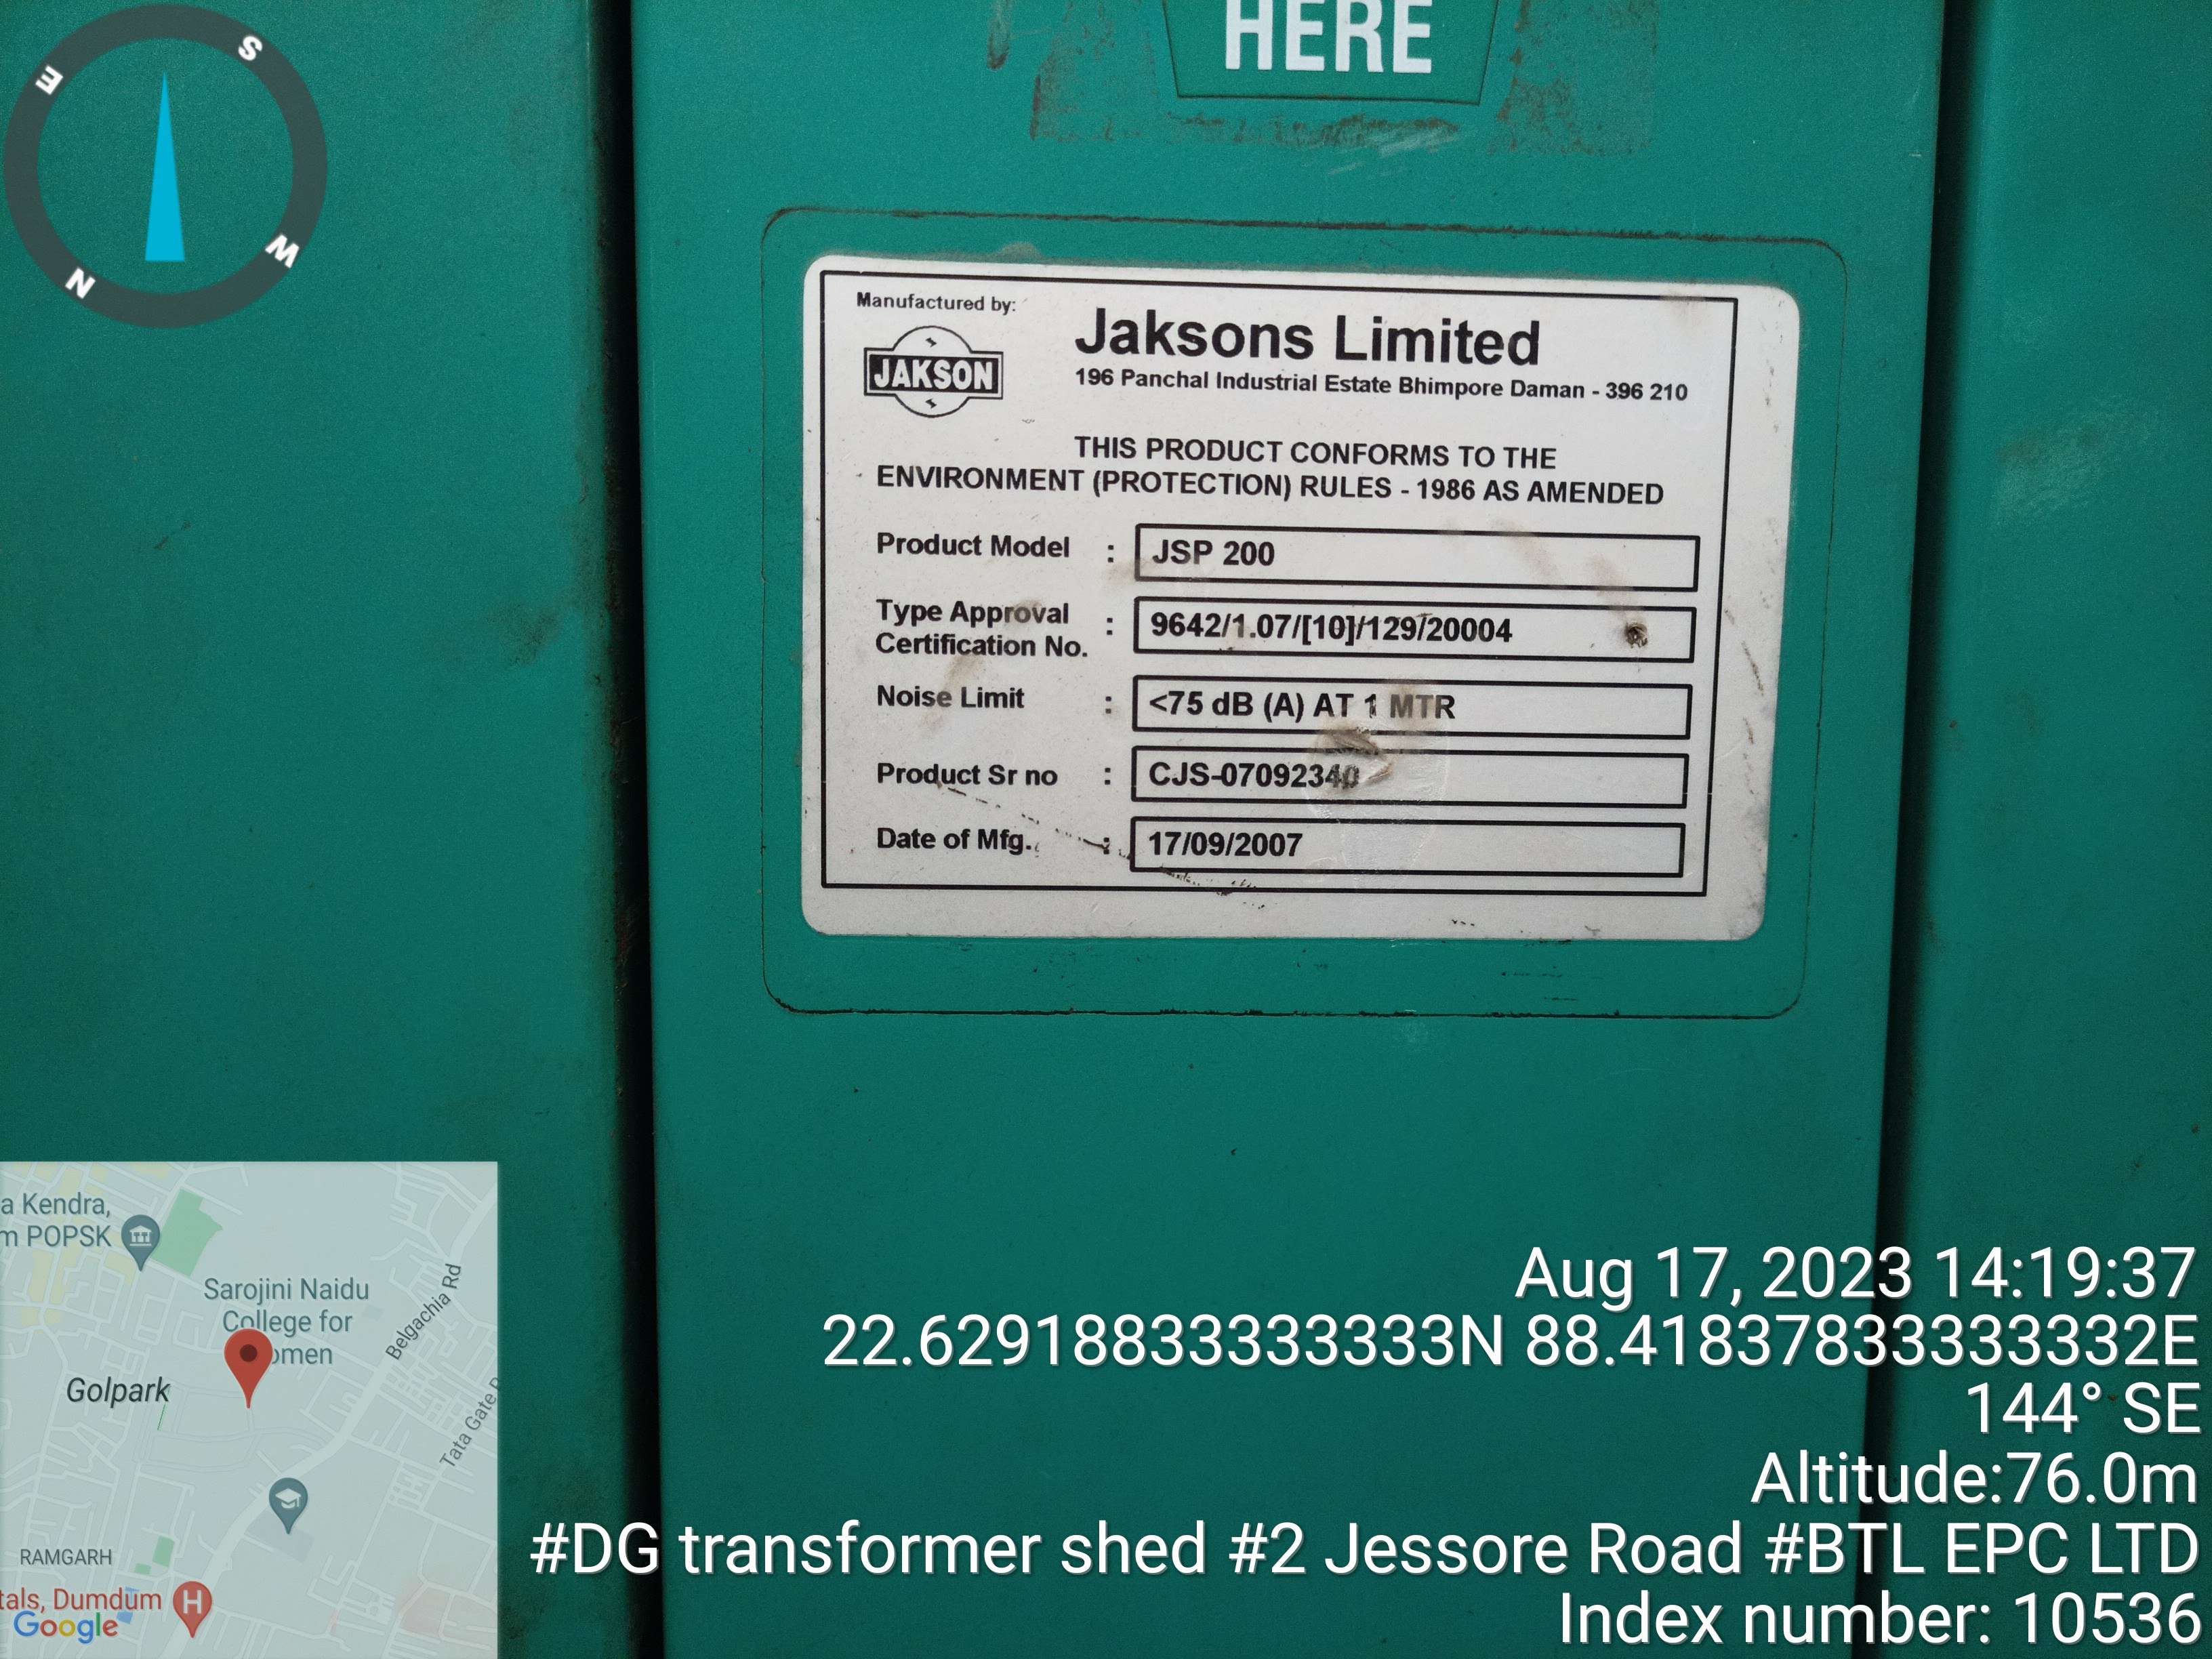 HERE
S
E
W
N
Manufactured by:
JAKSON
Jaksons Limited
196 Panchal Industrial Estate Bhimpore Daman - 396 210
THIS PRODUCT CONFORMS TO THE
ENVIRONMENT (PROTECTION) RULES - 1986 AS AMENDED
Product Model : JSP 200
Type Approval
Certification No. : 9642/1.07/[10]/129/20004
Noise Limit : <75 dB (A) AT 1 MTR
Product Sr no : CJS-07092340
Date of Mfg. : 17/09/2007
a Kendra,
m POPSK
Sarojini Naidu
College for
omen
Belgachia Rd
Golpark
Tata Gate
RAMGARH
tals, Dumdum
H
Google
Aug 17, 2023 14:19:37
22.62918833333333N 88.41837833333332E
144° SE
Altitude:76.0m
#DG transformer shed #2 Jessore Road #BTL EPC LTD
Index number: 10536